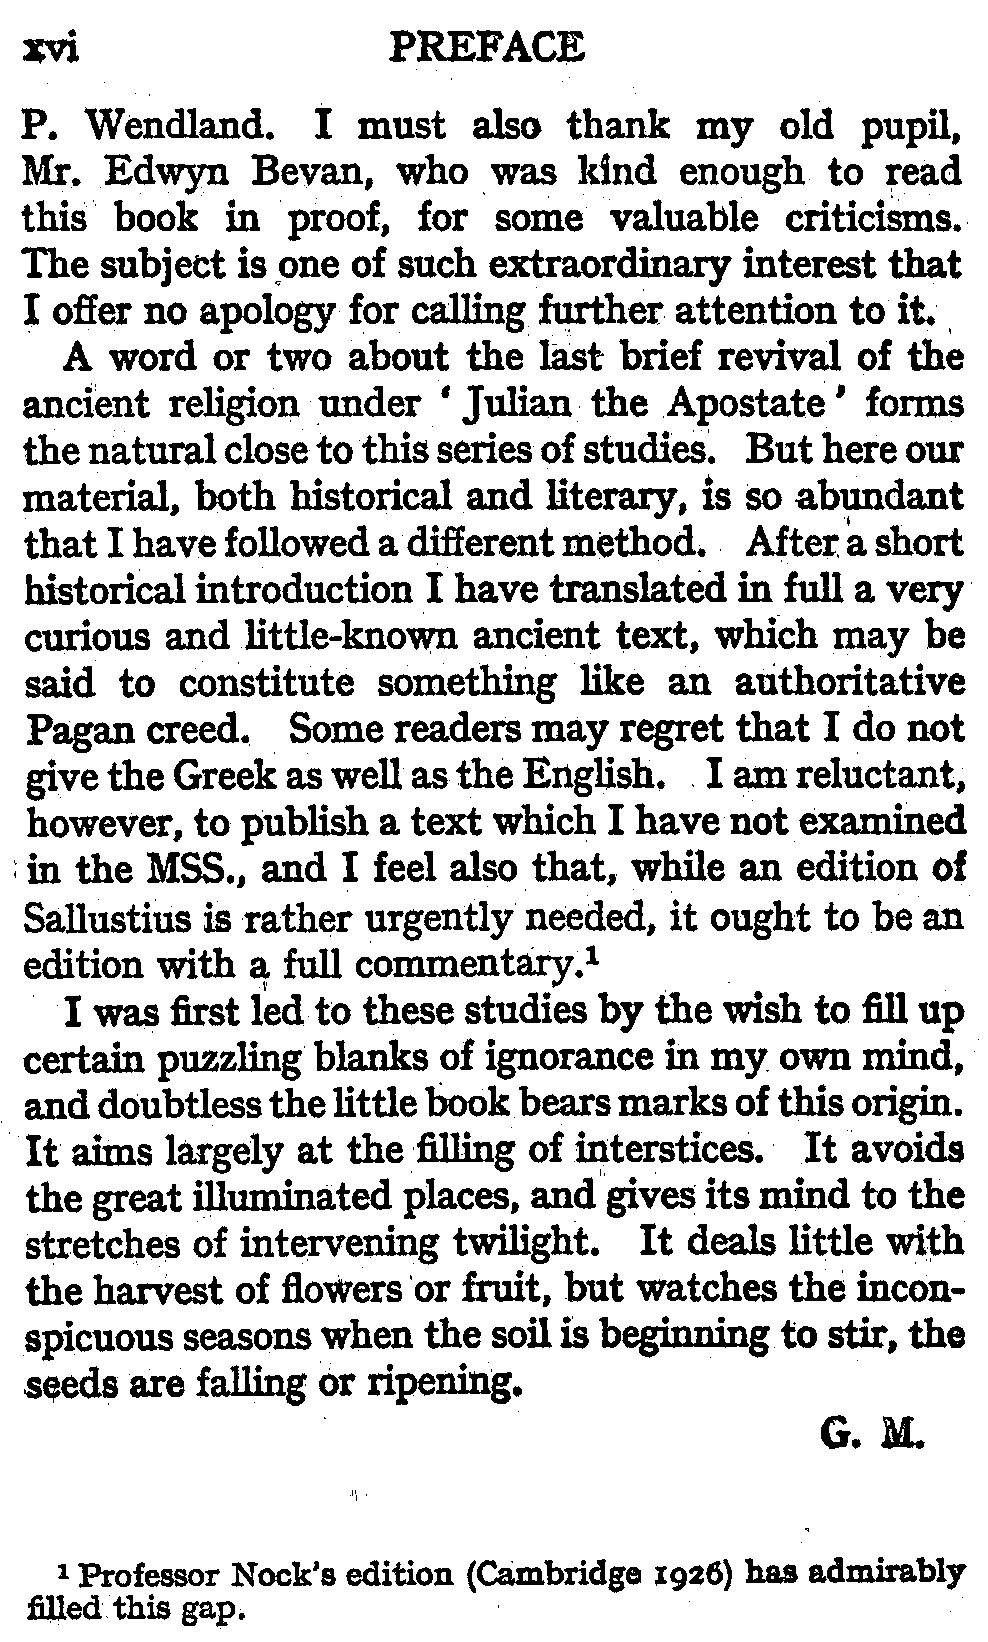 xvi PREFACE
P. Wendland. I must also thank my old pupil,
Mr. Edwyn Bevan, who was kind enough to read
this book in proof, for some valuable criticisms.
The subject is one of such extraordinary interest that
I offer no apology for calling further attention to it.
A word or two about the last brief revival of the
ancient religion under ‘ Julian the Apostate ’ forms
the natural close to this series of studies. But here our
material, both historical and literary, is so abundant
that I have followed a different method. After a short
historical introduction I have translated in full a very
curious and little-known ancient text, which may be
said to constitute something like an authoritative
Pagan creed. Some readers may regret that I do not
give the Greek as well as the English. I am reluctant,
however, to publish a text which I have not examined
in the MSS., and I feel also that, while an edition of
Sallustius is rather urgently needed, it ought to be an
edition with a full commentary.¹
I was first led to these studies by the wish to fill up
certain puzzling blanks of ignorance in my own mind,
and doubtless the little book bears marks of this origin.
It aims largely at the filling of interstices. It avoids
the great illuminated places, and gives its mind to the
stretches of intervening twilight. It deals little with
the harvest of flowers or fruit, but watches the incon-
spicuous seasons when the soil is beginning to stir, the
seeds are falling or ripening.
G. M.
¹ Professor Nock's edition (Cambridge 1926) has admirably
filled this gap.